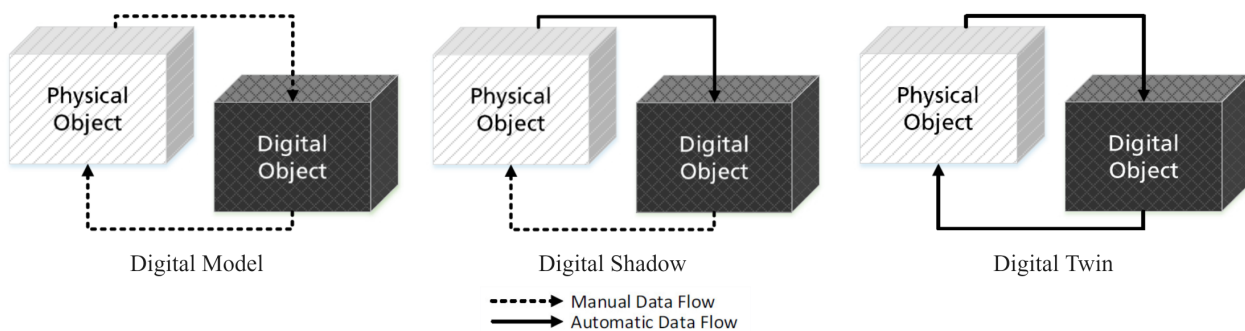 Physical
Object
Digital
Object
Digital Model
Physical
Object
Digital
Object
Digital Shadow
Physical
Object
Digital
Object
Digital Twin
Manual Data Flow
Automatic Data Flow